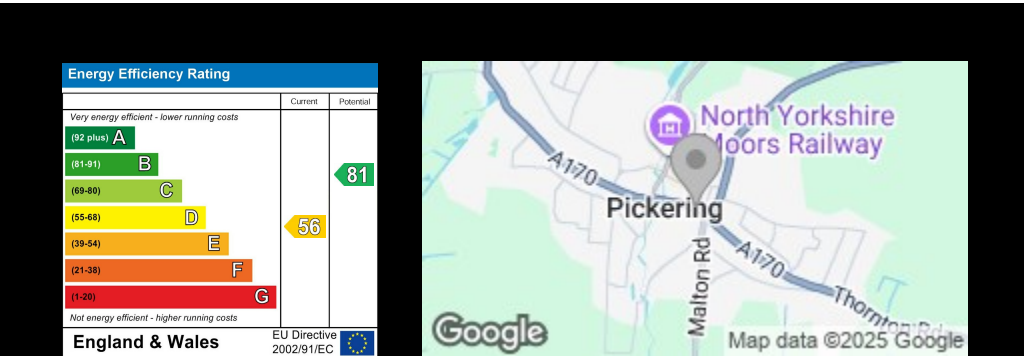 Energy Efficiency Rating
Current
Potential
Very energy efficient - lower running costs
(92 plus) A
(81-91) B
(69-80) C
(55-68) D
(39-54) E
(21-38) F
(1-20) G
81
56
Not energy efficient - higher running costs
England & Wales
EU Directive
2002/91/EC
North Yorkshire
Moors Railway
A170
Pickering
Malton Rd
A170
Thornton Rd
Google
Map data ©2025 Google